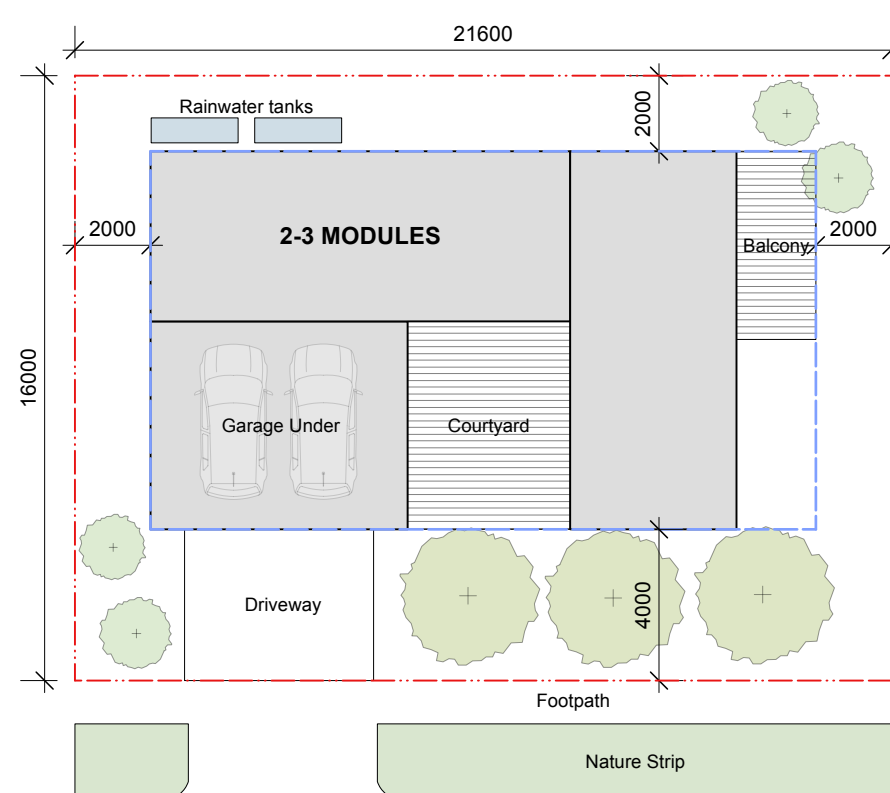 21600
Rainwater tanks
2000
2000
2-3 MODULES
Balcony
2000
16000
Garage Under
Courtyard
Driveway
4000
Footpath
Nature Strip